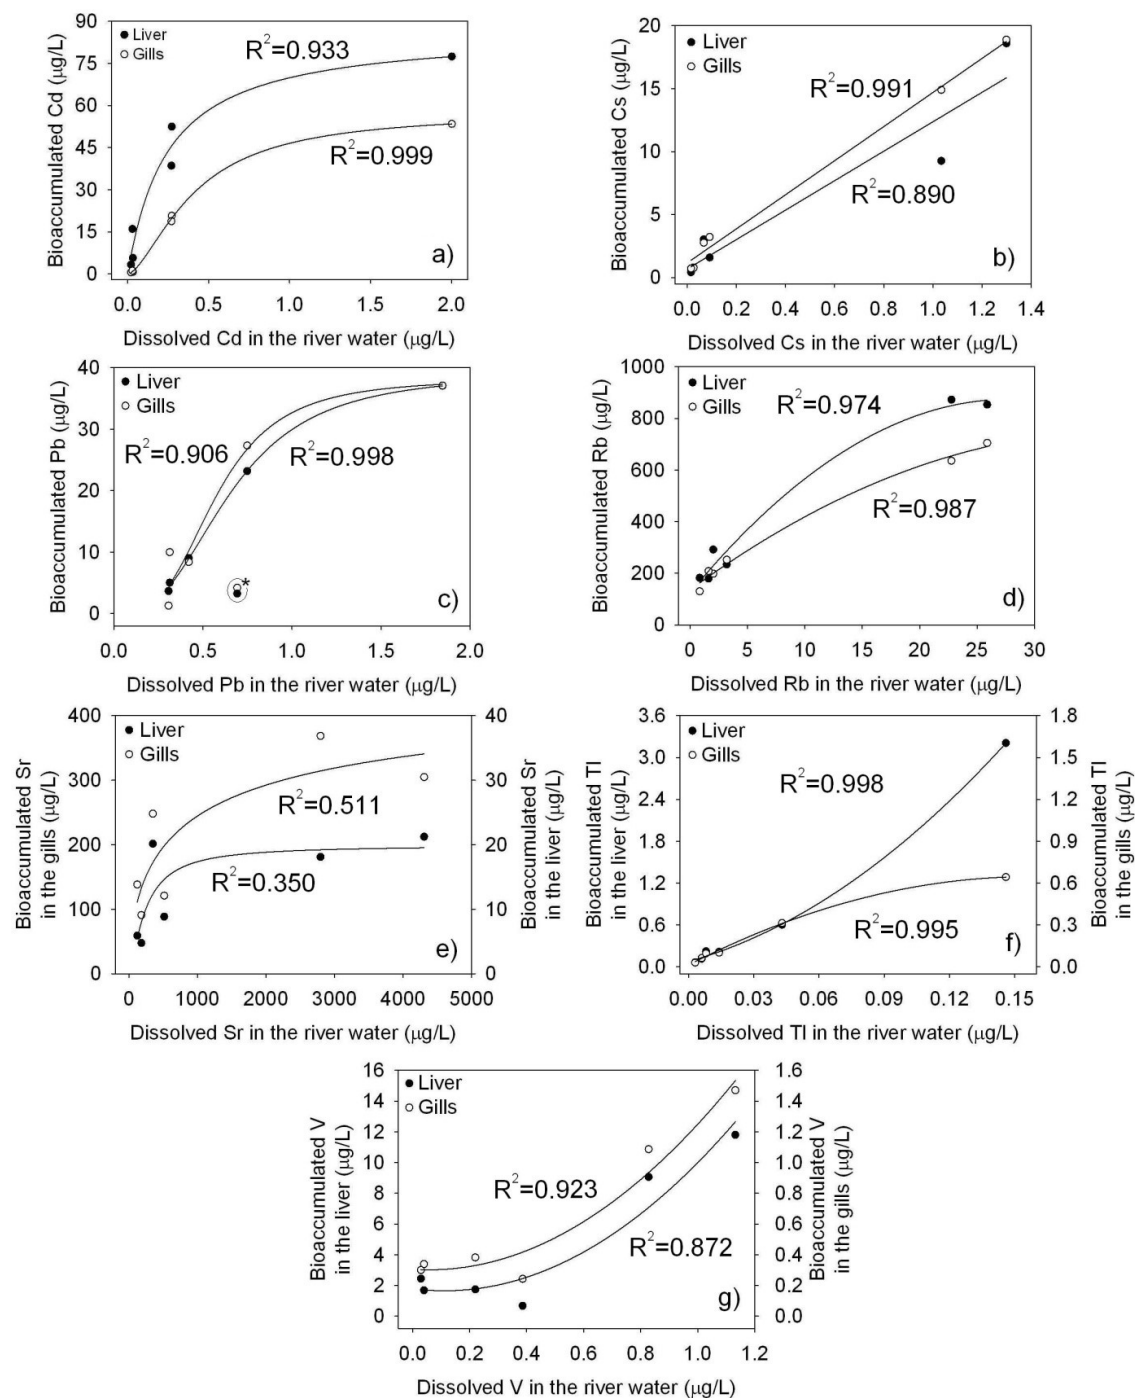 90
75
60
45
30
15
0
Bioaccumulated Cd (µg/L)
Liver
Gills
R²=0.933
R²=0.999
a)
0.0 0.5 1.0 1.5 2.0
Dissolved Cd in the river water (µg/L)
20
15
10
5
0
Bioaccumulated Cs (µg/L)
Liver
Gills
R²=0.991
R²=0.890
b)
0.0 0.2 0.4 0.6 0.8 1.0 1.2 1.4
Dissolved Cs in the river water (µg/L)
40
30
20
10
0
Bioaccumulated Pb (µg/L)
Liver
Gills
R²=0.906
R²=0.998
*
c)
0.0 0.5 1.0 1.5 2.0
Dissolved Pb in the river water (µg/L)
1000
800
600
400
200
0
Bioaccumulated Rb (µg/L)
Liver
Gills
R²=0.974
R²=0.987
d)
0 5 10 15 20 25 30
Dissolved Rb in the river water (µg/L)
400
300
200
100
0
Bioaccumulated Sr
in the gills (µg/L)
Liver
Gills
R²=0.511
R²=0.350
e)
40
30
20
10
0
Bioaccumulated Sr
in the liver (µg/L)
0 1000 2000 3000 4000 5000
Dissolved Sr in the river water (µg/L)
3.6
3.0
2.4
1.8
1.2
0.6
0.0
Bioaccumulated Tl
in the liver (µg/L)
Liver
Gills
R²=0.998
R²=0.995
f)
1.8
1.5
1.2
0.9
0.6
0.3
0.0
Bioaccumulated Tl
in the gills (µg/L)
0.00 0.03 0.06 0.09 0.12 0.15
Dissolved Tl in the river water (µg/L)
16
14
12
10
8
6
4
2
0
Bioaccumulated V
in the liver (µg/L)
Liver
Gills
R²=0.923
R²=0.872
g)
1.6
1.4
1.2
1.0
0.8
0.6
0.4
0.2
0.0
Bioaccumulated V
in the gills (µg/L)
0.0 0.2 0.4 0.6 0.8 1.0 1.2
Dissolved V in the river water (µg/L)